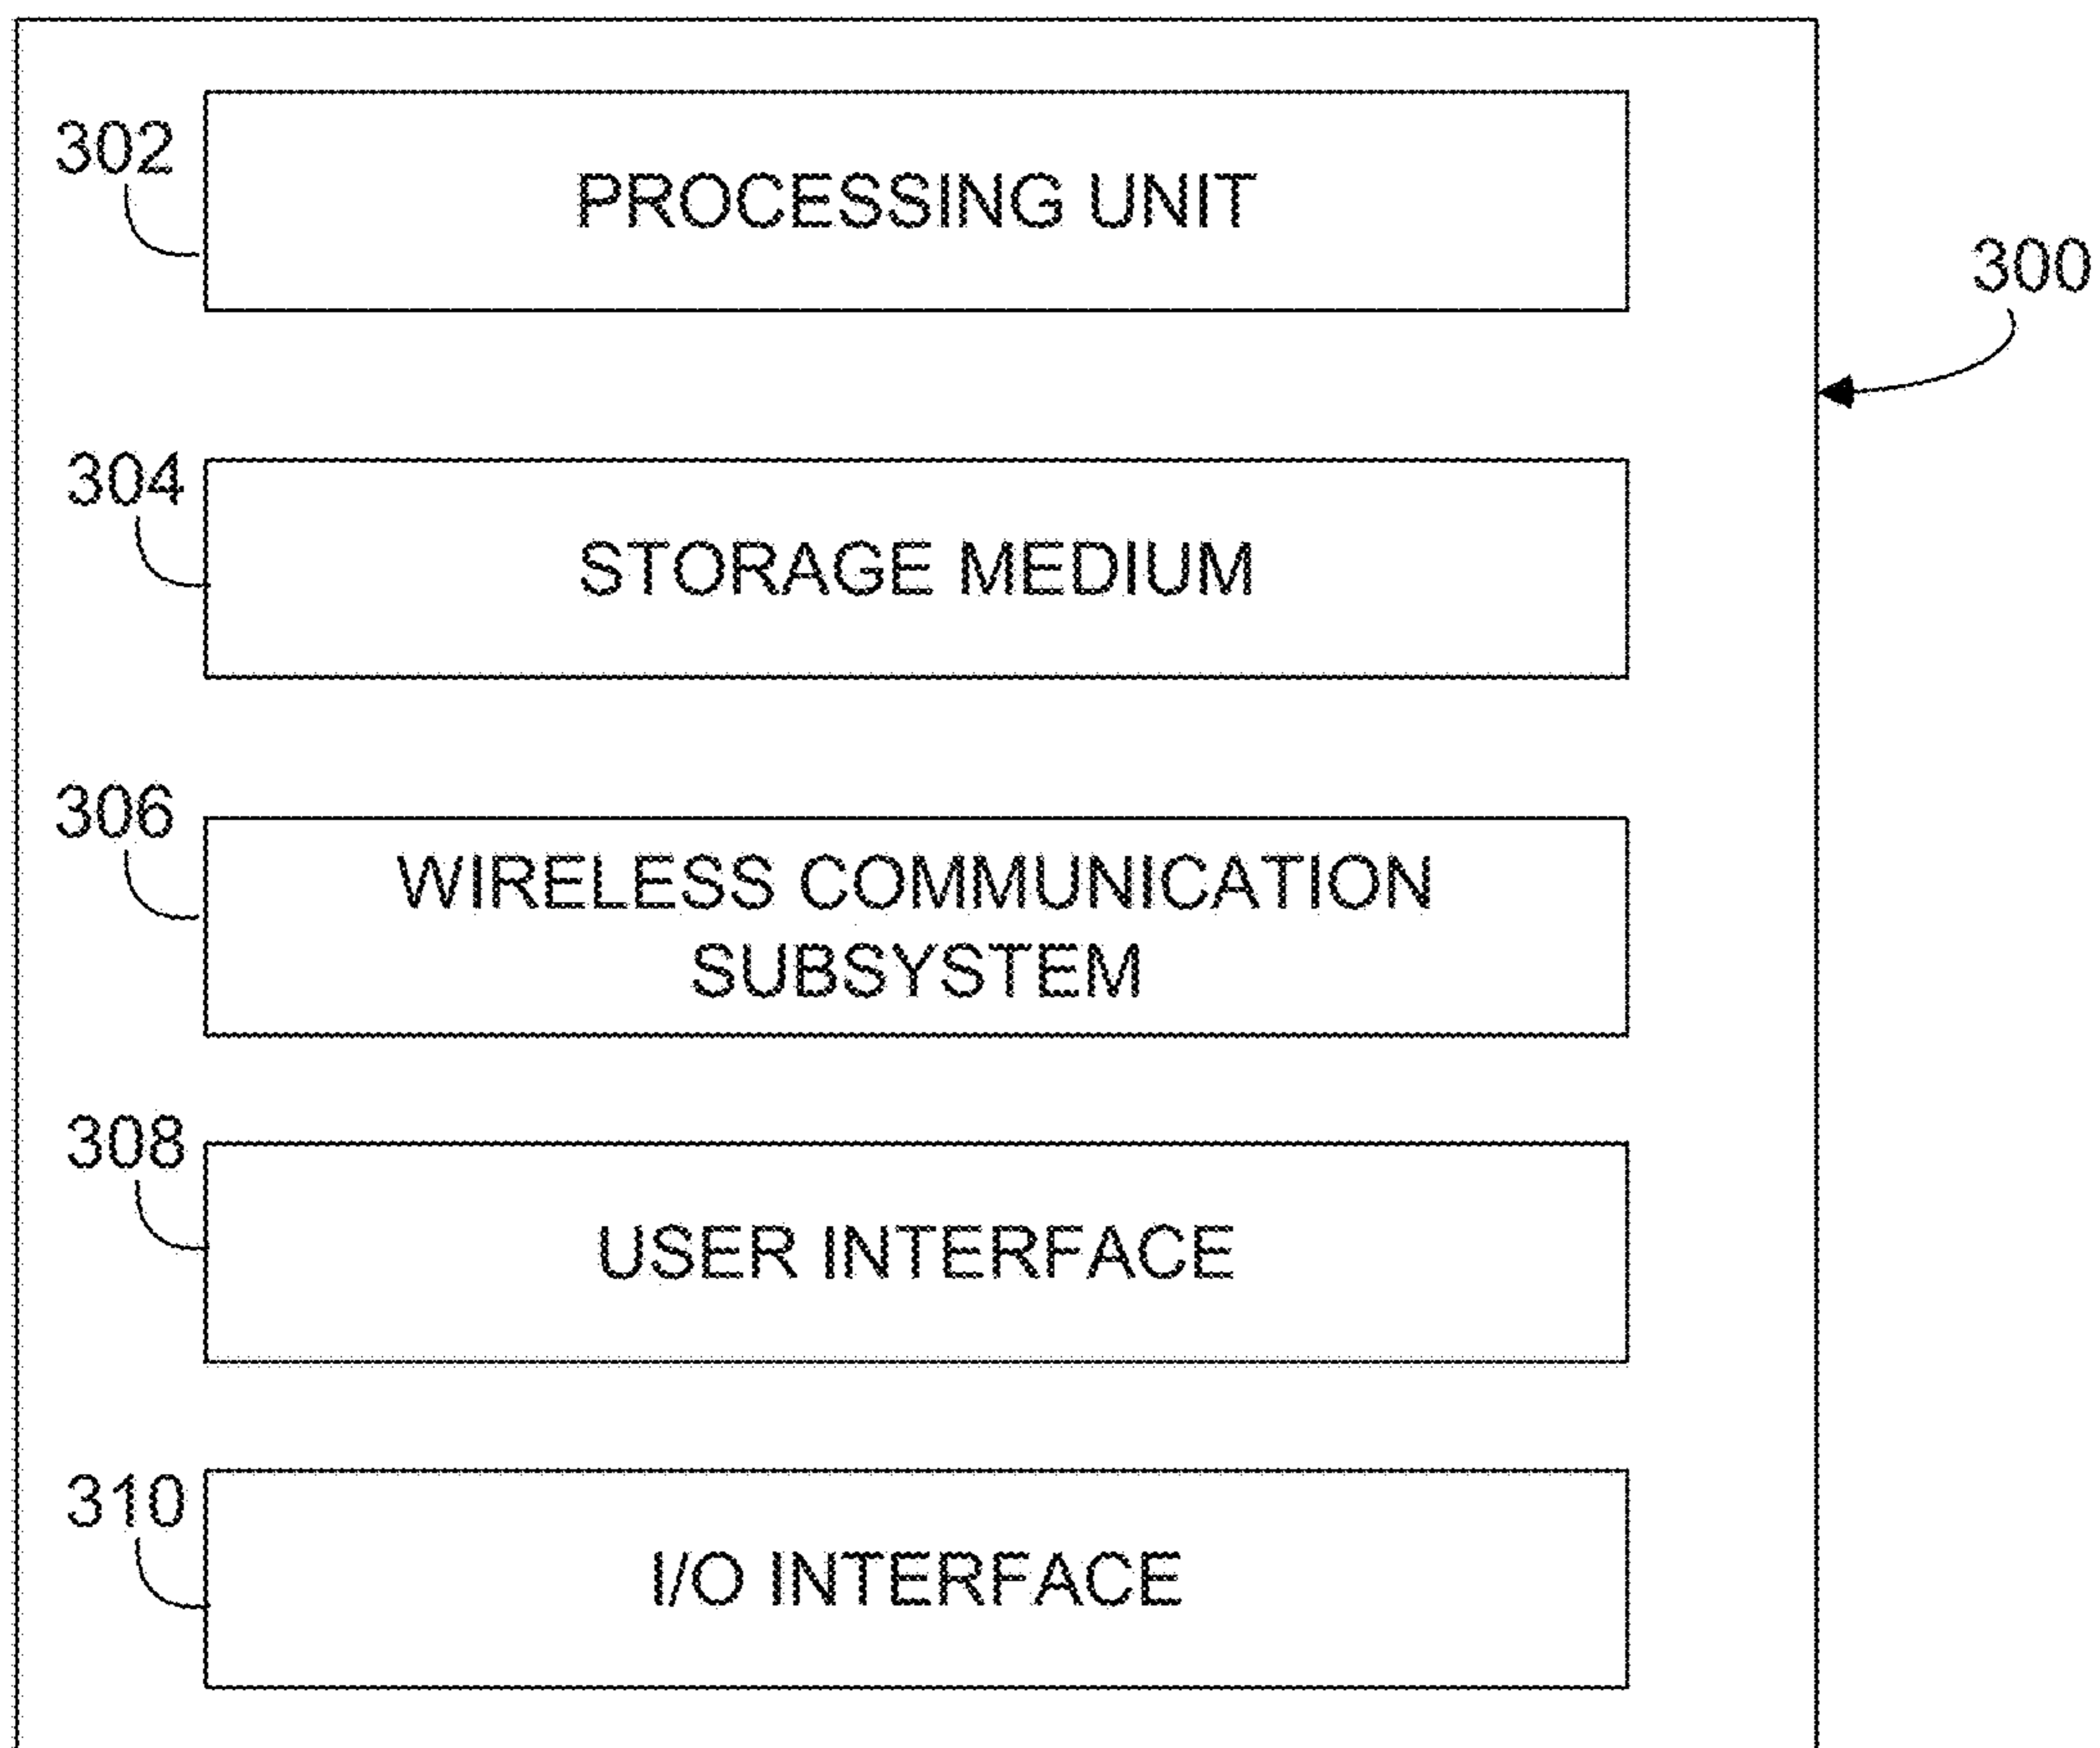 302
PROCESSING UNIT
300
304
STORAGE MEDIUM
306
WIRELESS COMMUNICATION
SUBSYSTEM
308
USER INTERFACE
310
I/O INTERFACE